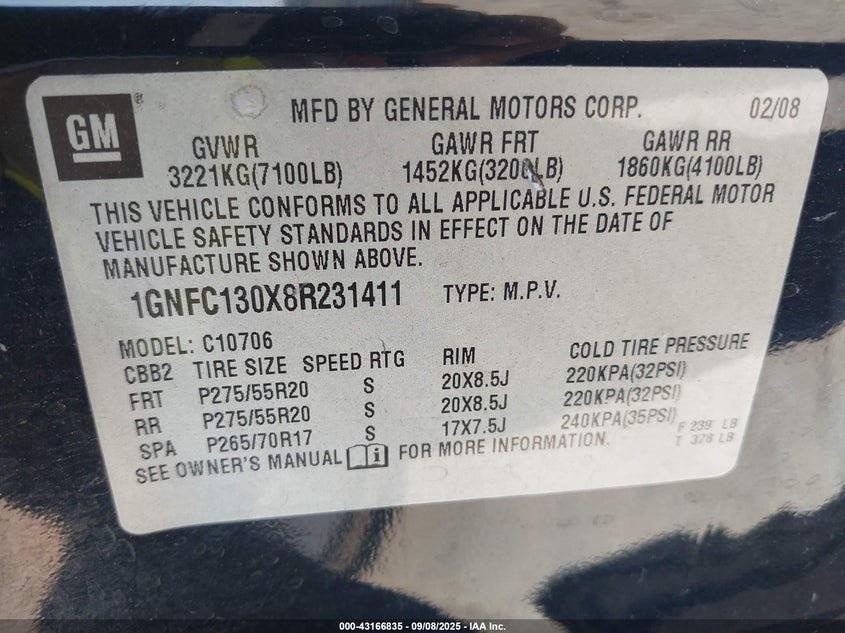 GM ® MFD BY GENERAL MOTORS CORP. 02/08
GVWR GAWR FRT GAWR RR
3221KG(7100LB) 1452KG(3200LB) 1860KG(4100LB)
THIS VEHICLE CONFORMS TO ALL APPLICABLE U.S. FEDERAL MOTOR
VEHICLE SAFETY STANDARDS IN EFFECT ON THE DATE OF
MANUFACTURE SHOWN ABOVE.
1GNFC130X8R231411 TYPE: M.P.V.
MODEL: C10706
CBB2 TIRE SIZE SPEED RTG RIM COLD TIRE PRESSURE
FRT P275/55R20 S 20X8.5J 220KPA(32PSI)
RR P275/55R20 S 20X8.5J 220KPA(32PSI)
SPA P265/70R17 S 17X7.5J 240KPA(35PSI) F 239 LB
SEE OWNER'S MANUAL FOR MORE INFORMATION. T 378 LB
000-43166835 - 09/08/2025 - IAA Inc.